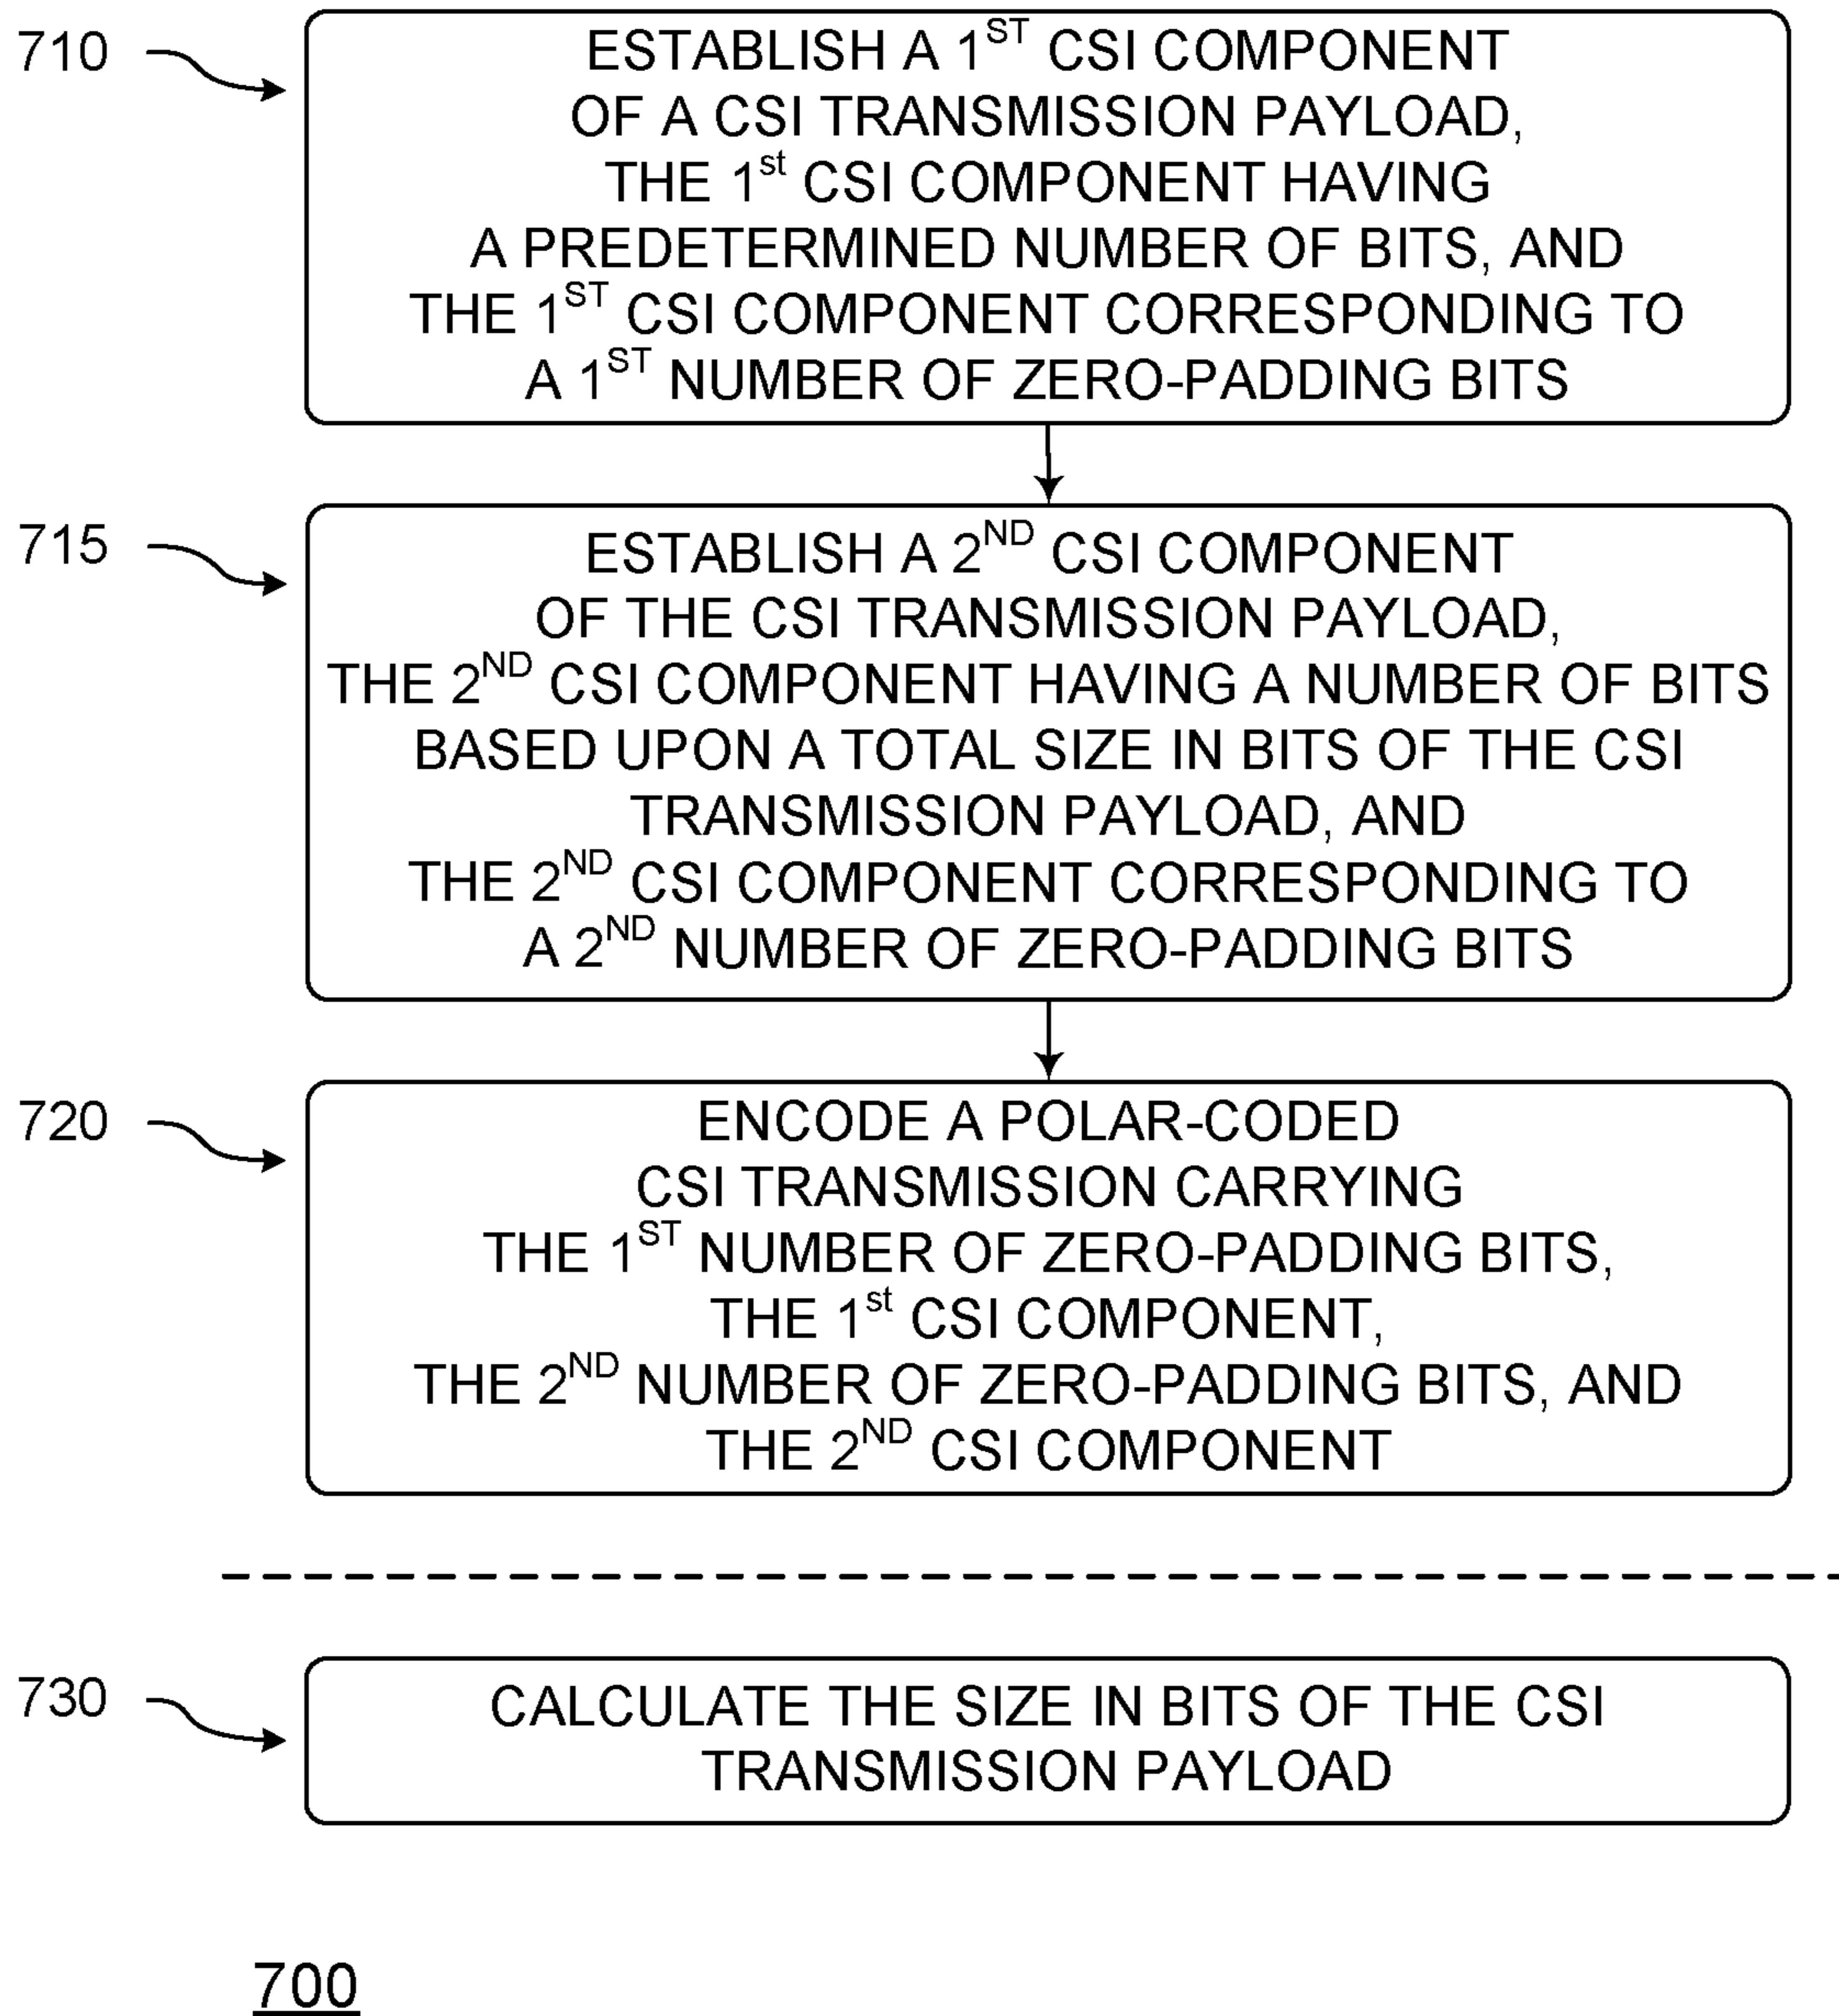 710
ESTABLISH A 1ST CSI COMPONENT
OF A CSI TRANSMISSION PAYLOAD,
THE 1st CSI COMPONENT HAVING
A PREDETERMINED NUMBER OF BITS, AND
THE 1ST CSI COMPONENT CORRESPONDING TO
A 1ST NUMBER OF ZERO-PADDING BITS
715
ESTABLISH A 2ND CSI COMPONENT
OF THE CSI TRANSMISSION PAYLOAD,
THE 2ND CSI COMPONENT HAVING A NUMBER OF BITS
BASED UPON A TOTAL SIZE IN BITS OF THE CSI
TRANSMISSION PAYLOAD, AND
THE 2ND CSI COMPONENT CORRESPONDING TO
A 2ND NUMBER OF ZERO-PADDING BITS
720
ENCODE A POLAR-CODED
CSI TRANSMISSION CARRYING
THE 1ST NUMBER OF ZERO-PADDING BITS,
THE 1st CSI COMPONENT,
THE 2ND NUMBER OF ZERO-PADDING BITS, AND
THE 2ND CSI COMPONENT
730
CALCULATE THE SIZE IN BITS OF THE CSI
TRANSMISSION PAYLOAD
700